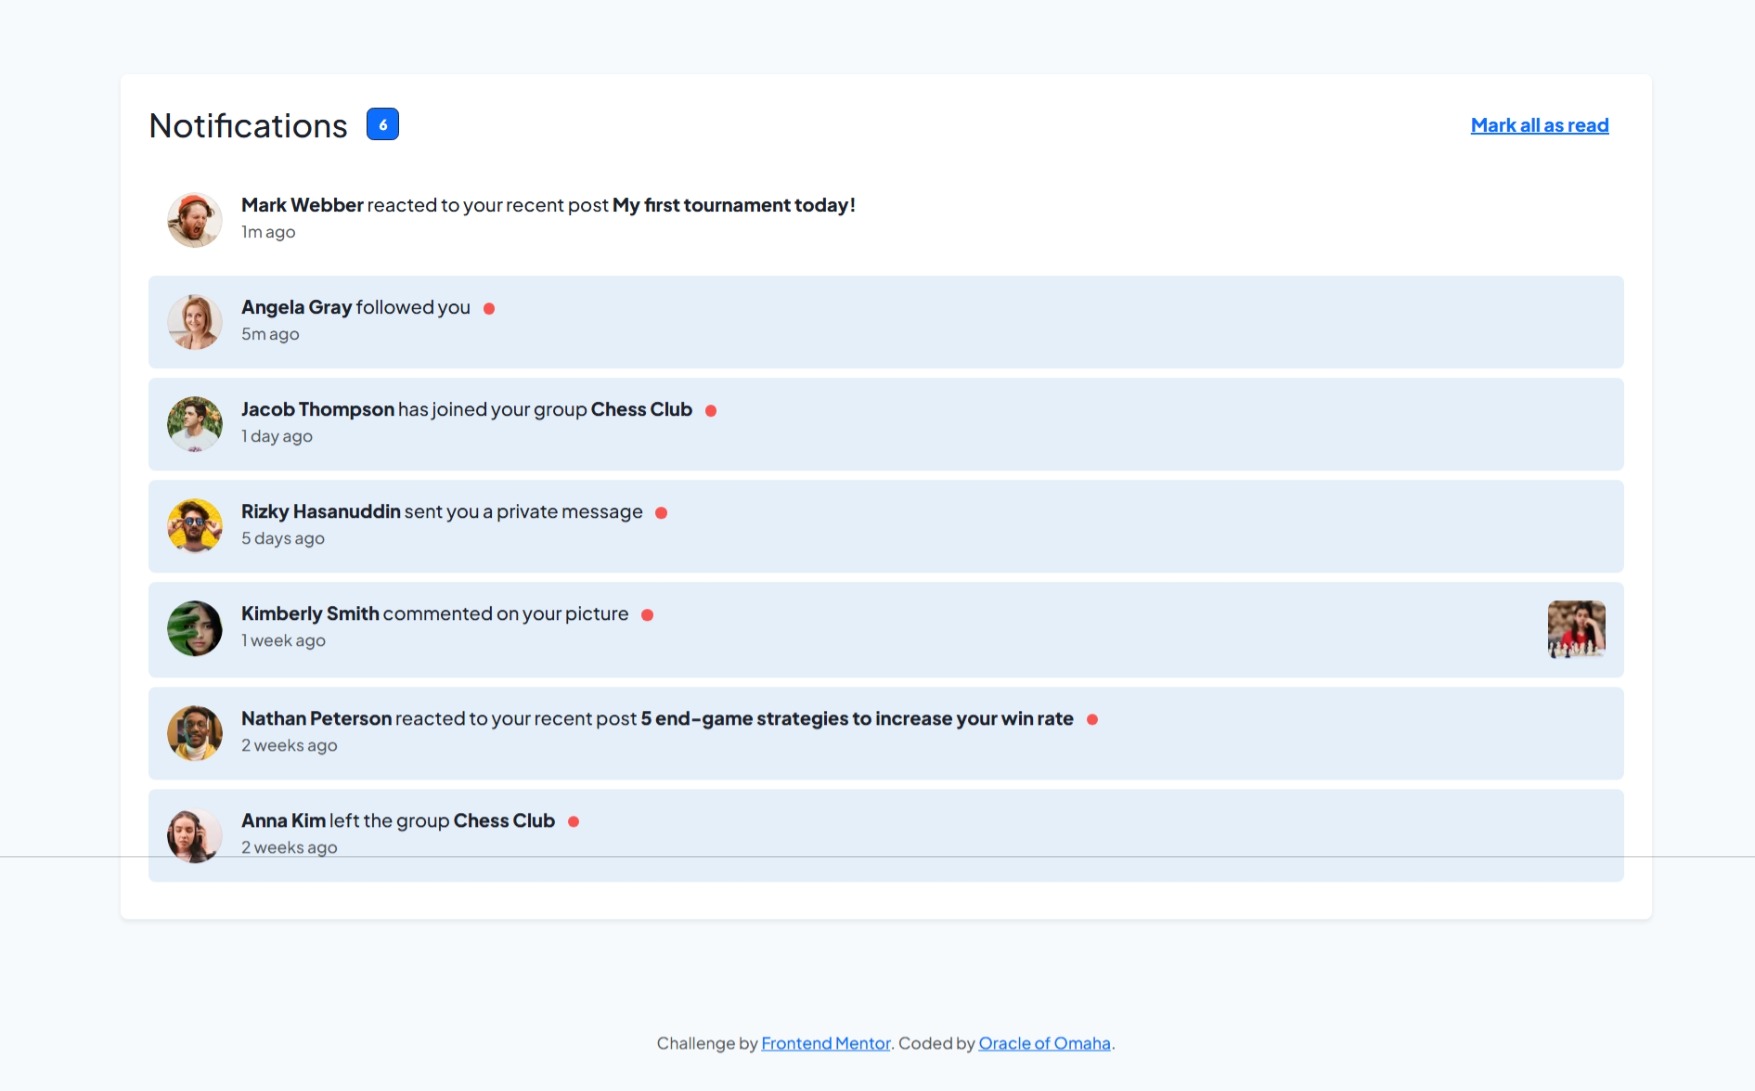 Notifications 6 Mark all as read
Mark Webber reacted to your recent post My first tournament today!
1m ago
Angela Gray followed you
5m ago
Jacob Thompson has joined your group Chess Club
1 day ago
Rizky Hasanuddin sent you a private message
5 days ago
Kimberly Smith commented on your picture
1 week ago
Nathan Peterson reacted to your recent post 5 end-game strategies to increase your win rate
2 weeks ago
Anna Kim left the group Chess Club
2 weeks ago
Challenge by Frontend Mentor. Coded by Oracle of Omaha.